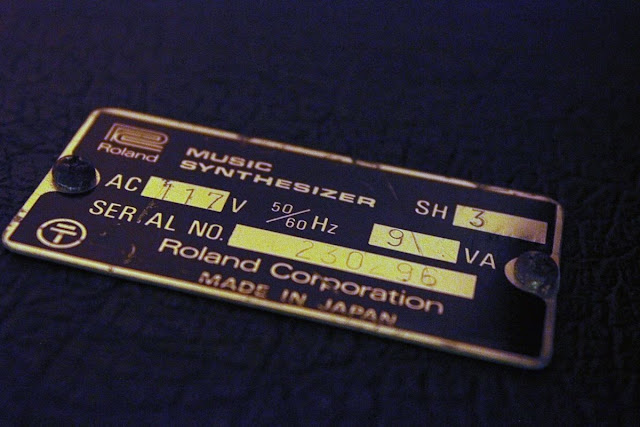 Roland
MUSIC
SYNTHESIZER
SH 3
AC 117 V 50/60 Hz 9 VA
SERIAL NO. 230296
Roland Corporation
MADE IN JAPAN